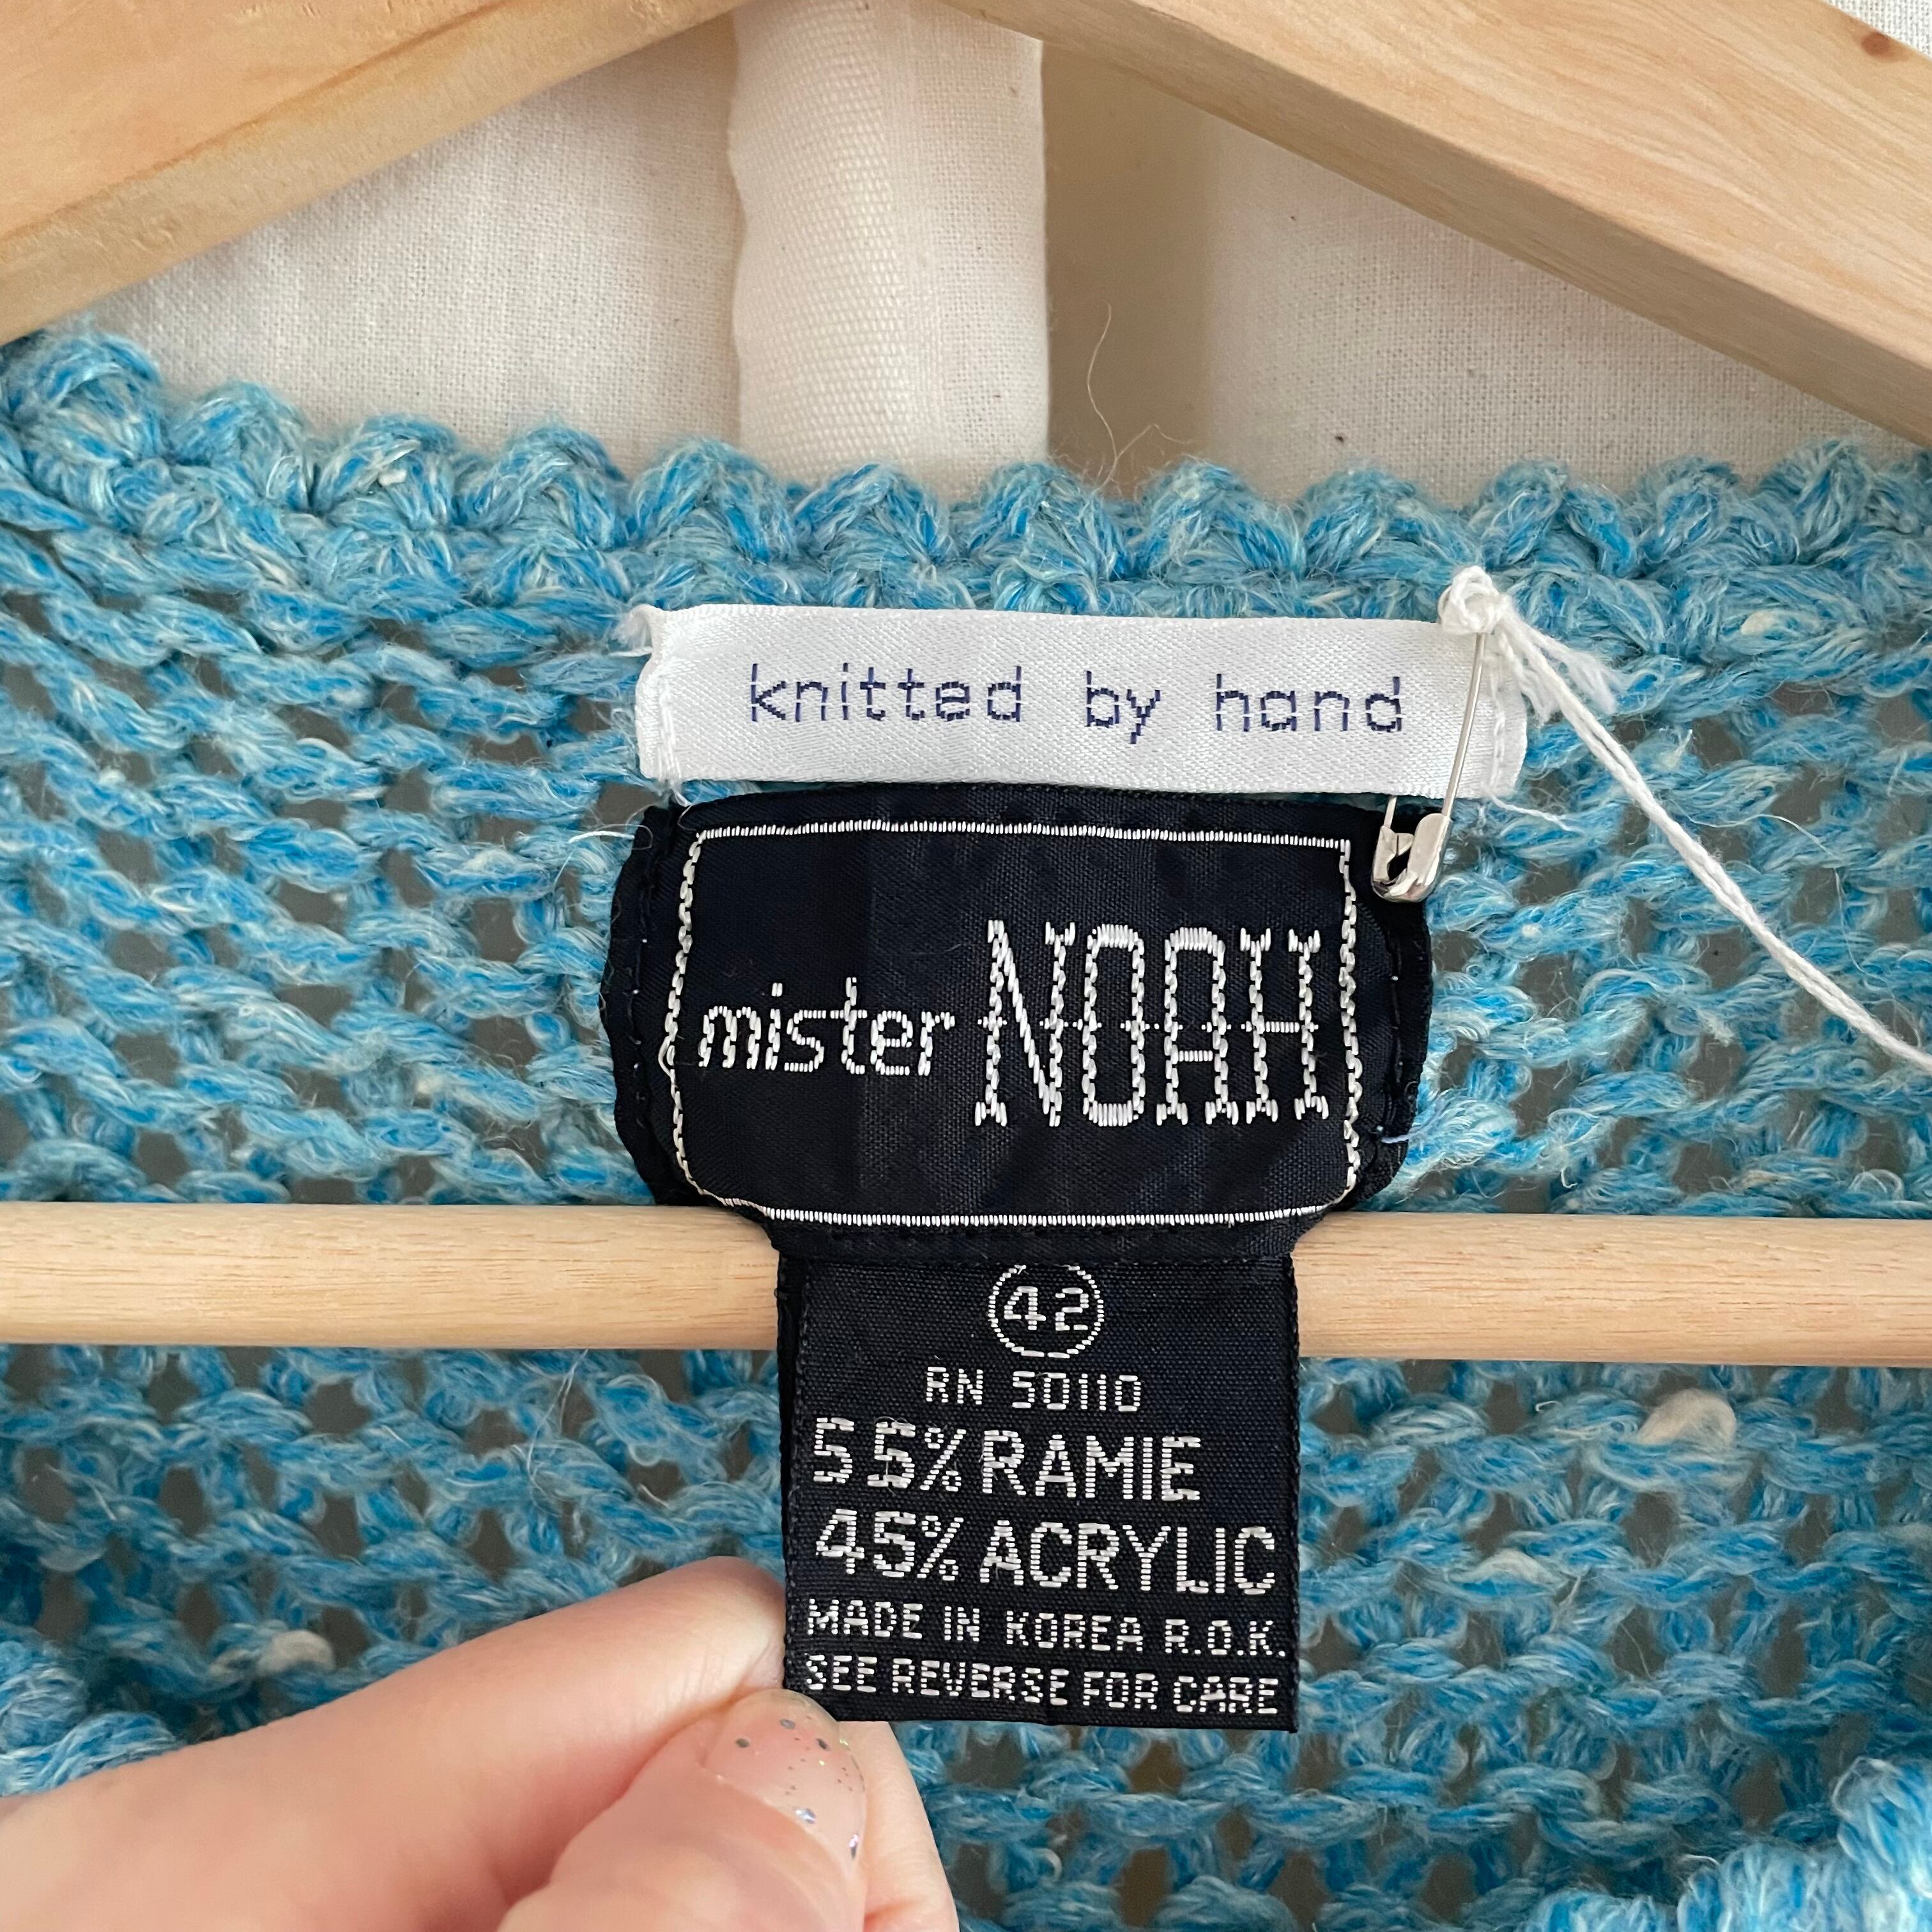 knitted by hand
mister NOAH
42
RN 50110
55% RAMIE
45% ACRYLIC
MADE IN KOREA R.O.K.
SEE REVERSE FOR CARE